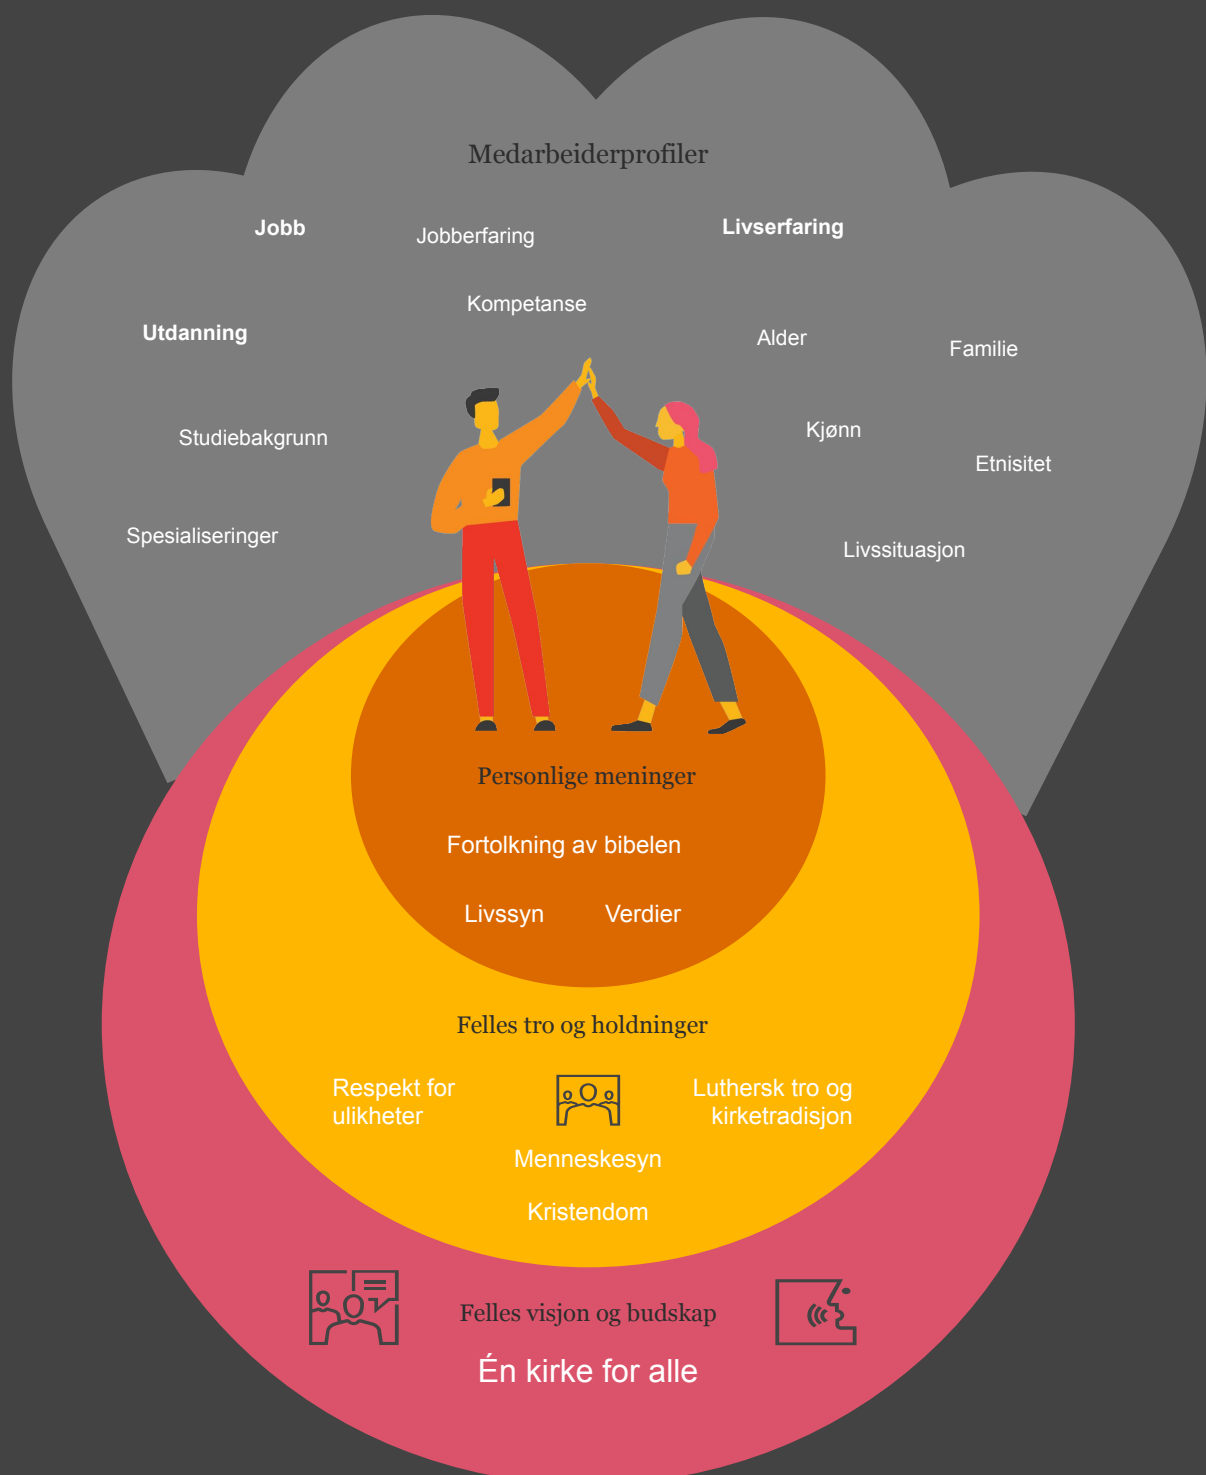 Medarbeiderprofiler
Jobb
Jobberfaring
Livserfaring
Kompetanse
Utdanning
Alder
Familie
Studiebakgrunn
Kjønn
Etnisitet
Spesialiseringer
Livssituasjon
Personlige meninger
Fortolkning av bibelen
Livssyn
Verdier
Felles tro og holdninger
Respekt for
ulikheter
Luthersk tro og
kirketradisjon
Menneskesyn
Kristendom
Felles visjon og budskap
Én kirke for alle